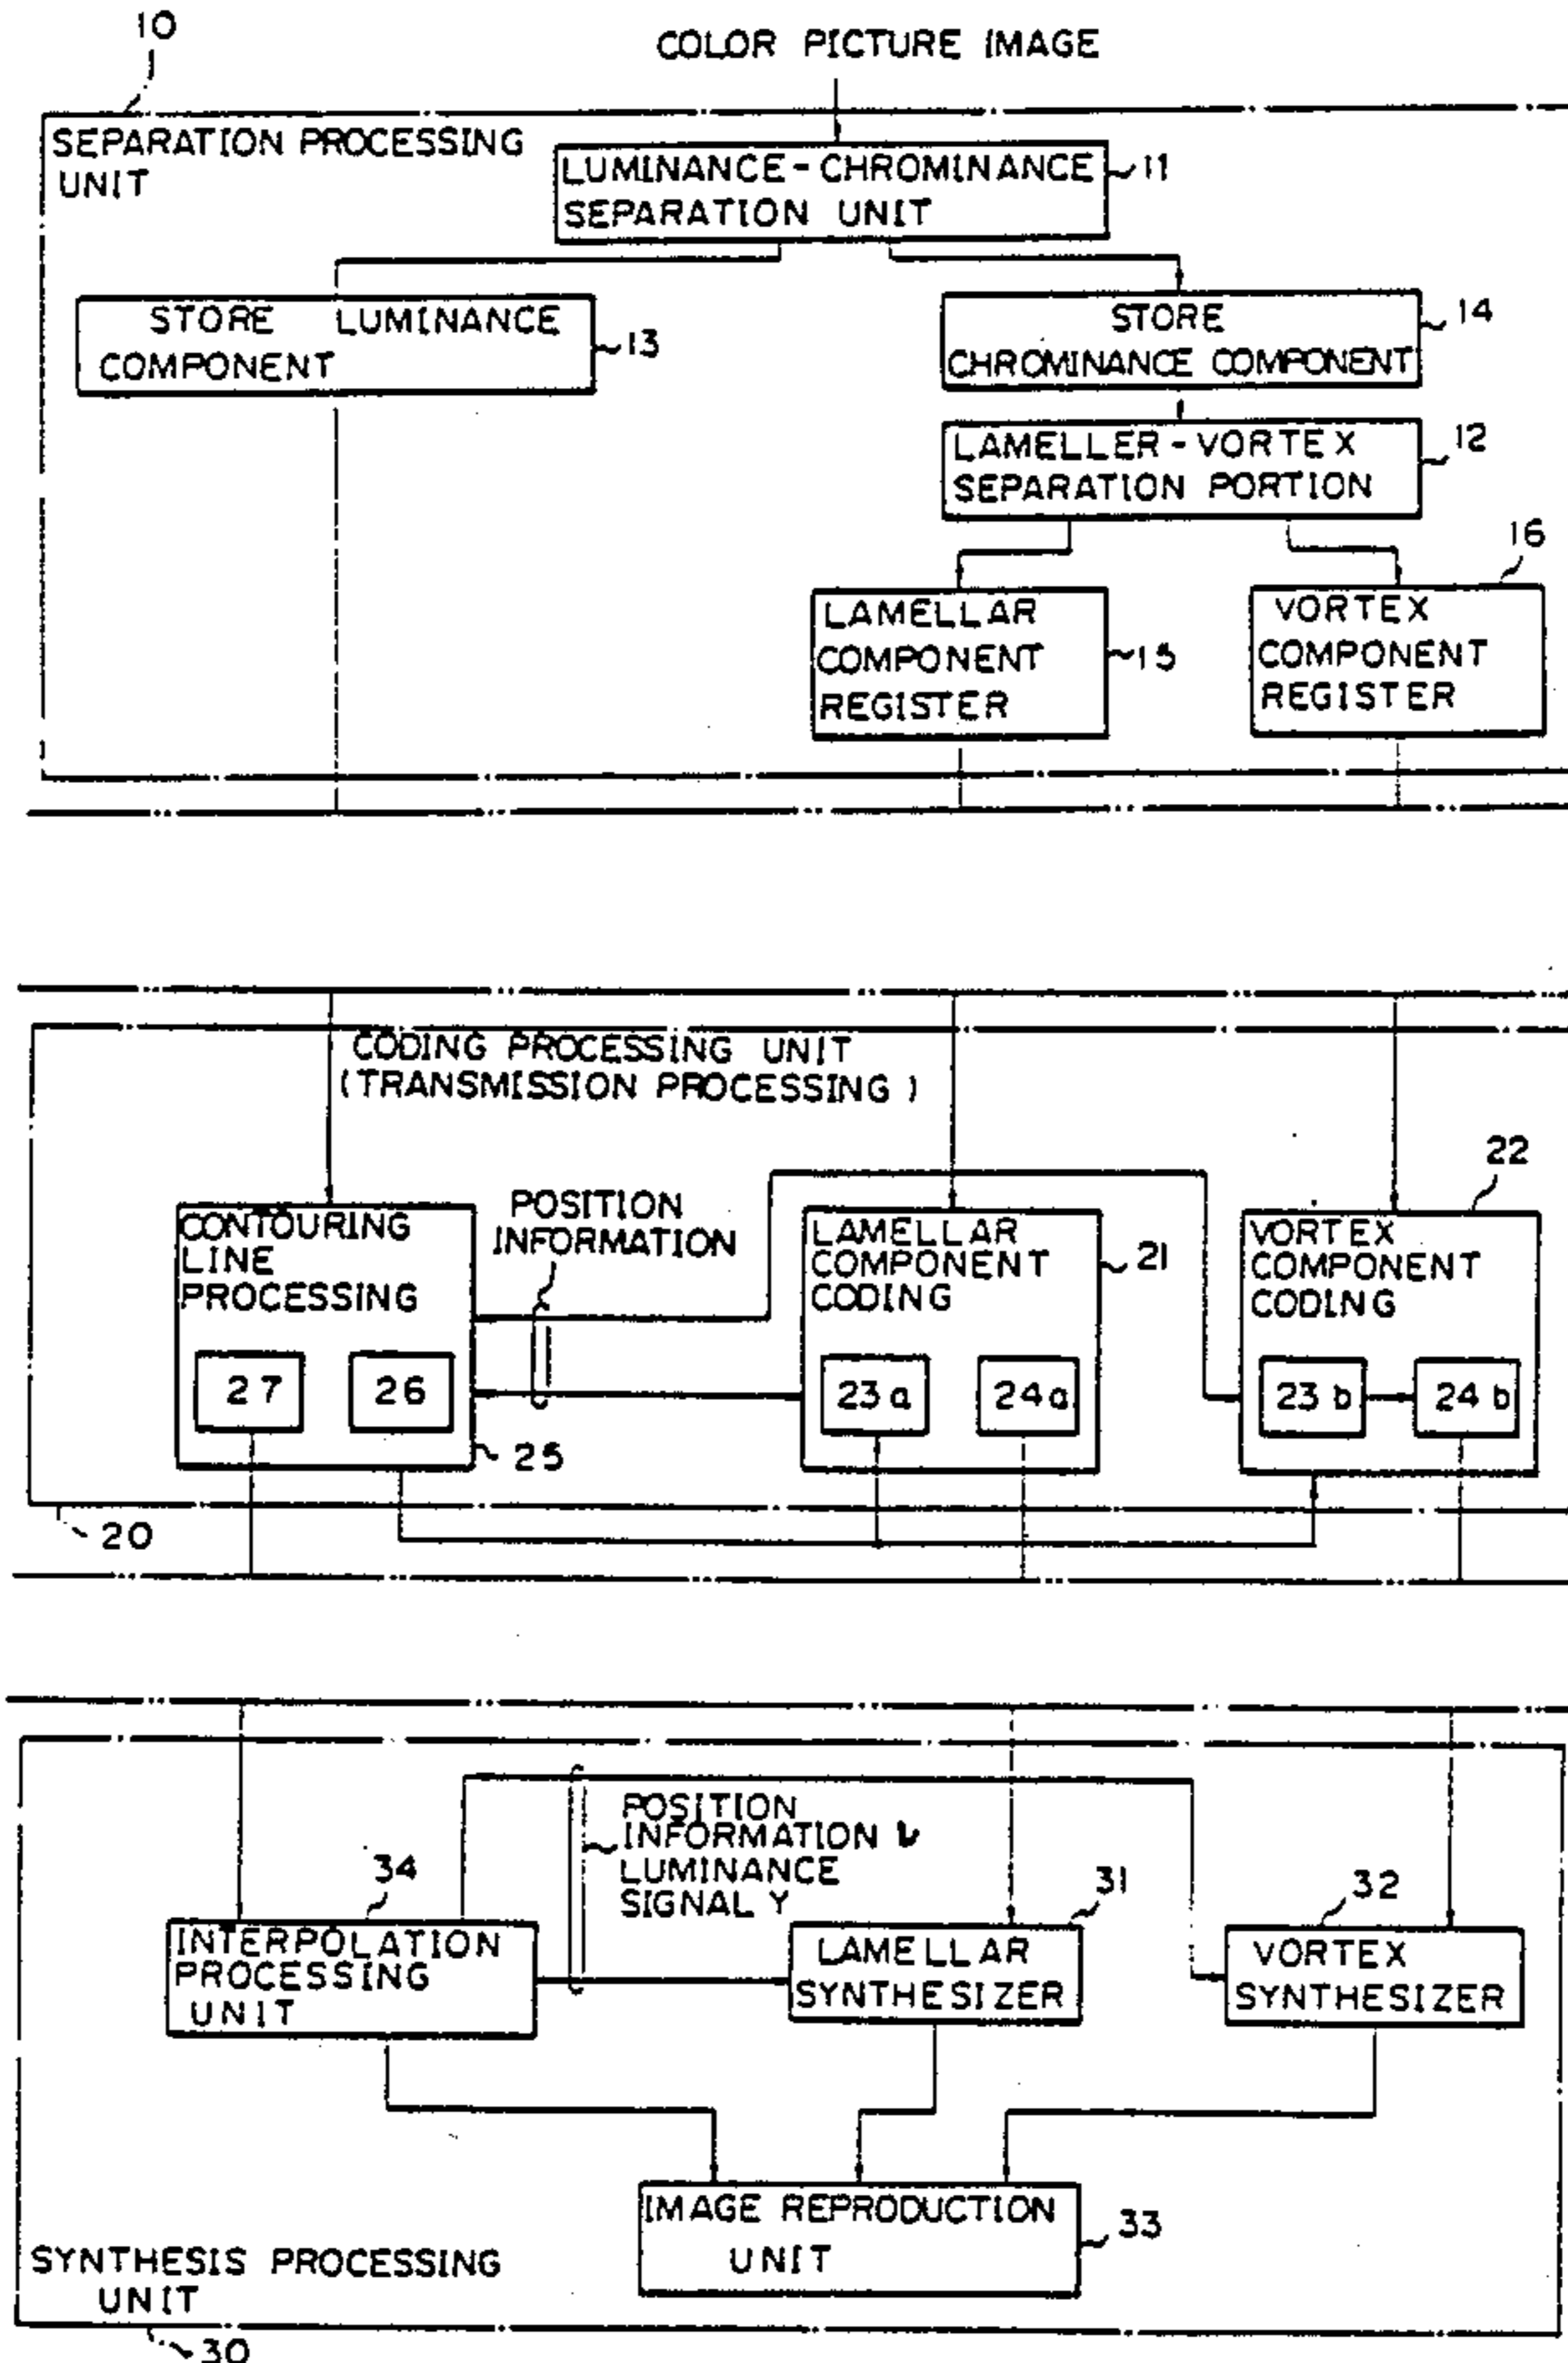 10
COLOR PICTURE IMAGE
SEPARATION PROCESSING
UNIT
LUMINANCE-CHROMINANCE
SEPARATION UNIT
11
STORE LUMINANCE
COMPONENT
13
STORE
CHROMINANCE COMPONENT
14
LAMELLER-VORTEX
SEPARATION PORTION
12
16
LAMELLAR
COMPONENT
REGISTER
15
VORTEX
COMPONENT
REGISTER
CODING PROCESSING UNIT
(TRANSMISSION PROCESSING)
22
CONTOURING
LINE
PROCESSING
27
26
25
POSITION
INFORMATION
LAMELLAR
COMPONENT
CODING
21
23a
24a
VORTEX
COMPONENT
CODING
23b
24b
20
POSITION
INFORMATION
LUMINANCE
SIGNAL Y
34
31
32
INTERPOLATION
PROCESSING
UNIT
LAMELLAR
SYNTHESIZER
VORTEX
SYNTHESIZER
IMAGE REPRODUCTION
UNIT
33
SYNTHESIS PROCESSING
UNIT
30